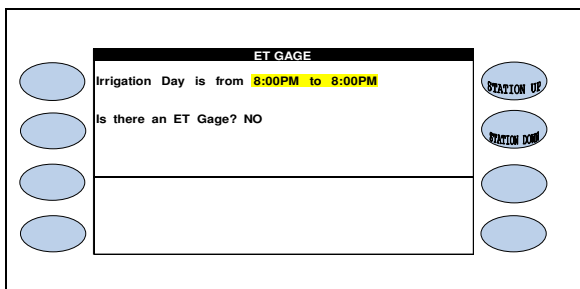 ET GAGE
Irrigation Day is from 8:00PM to 8:00PM
STATION UP
Is there an ET Gage? NO
STATION DOWN